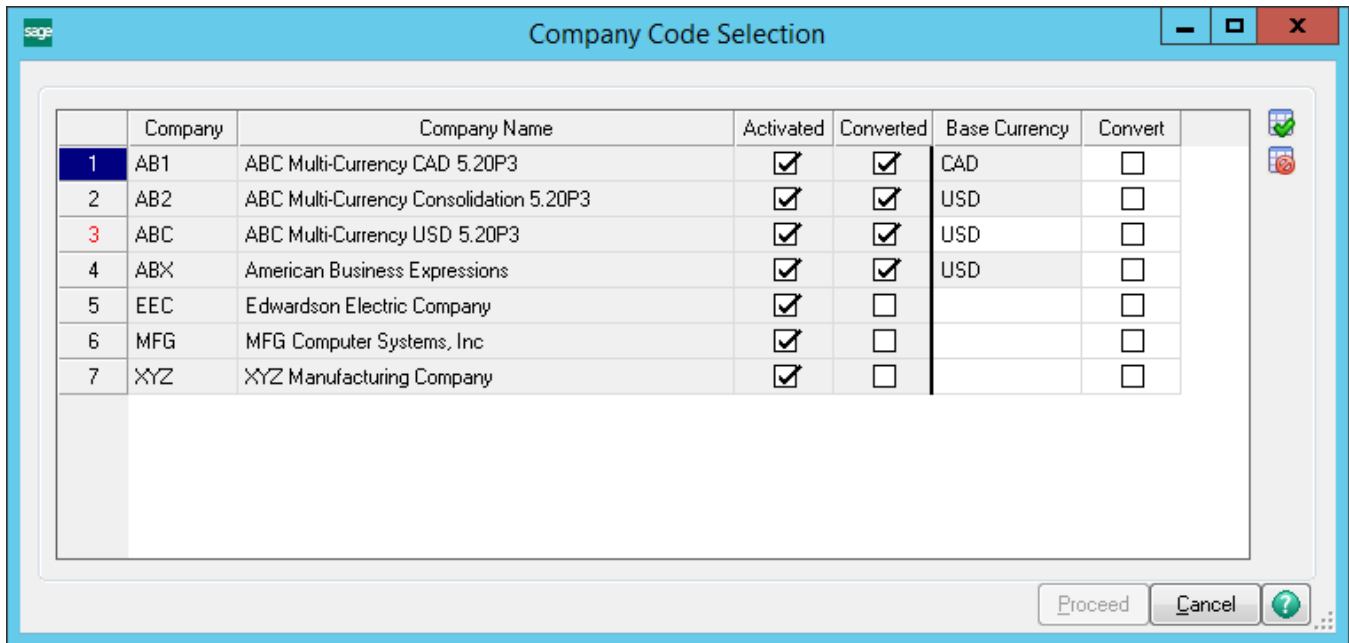 sage Company Code Selection
Company Company Name Activated Converted Base Currency Convert
1 AB1 ABC Multi-Currency CAD 5.20P3 CAD
2 AB2 ABC Multi-Currency Consolidation 5.20P3 USD
3 ABC ABC Multi-Currency USD 5.20P3 USD
4 ABX American Business Expressions USD
5 EEC Edwardson Electric Company
6 MFG MFG Computer Systems, Inc
7 XYZ XYZ Manufacturing Company
Proceed Cancel ?